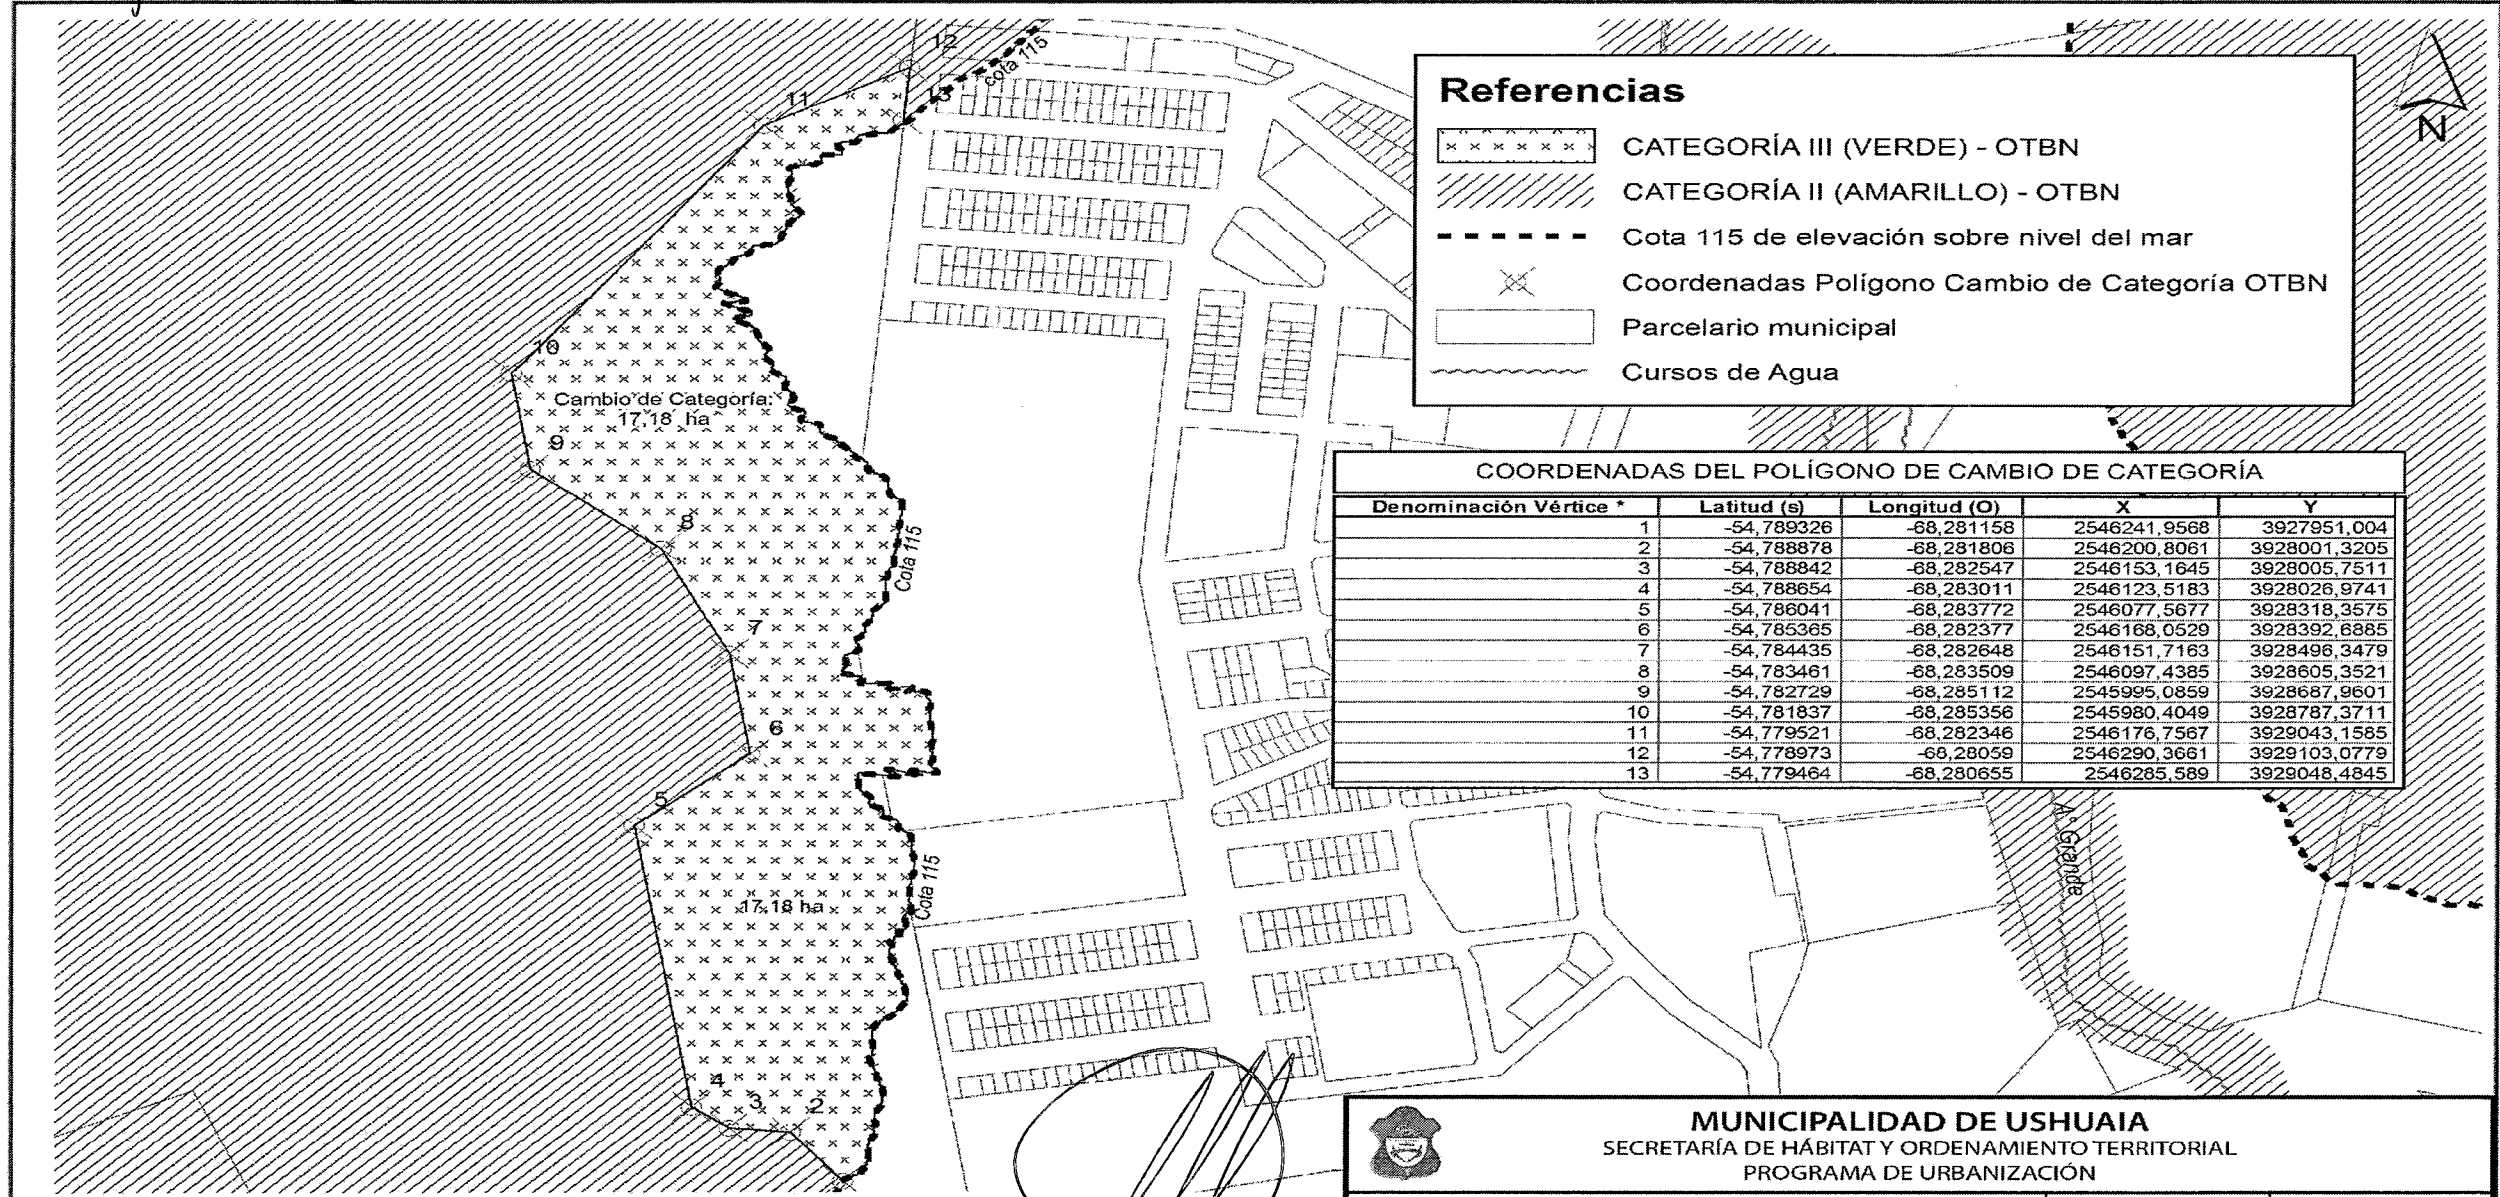 12
cota 115
13
11
10
Cambio de Categoría:
17,18 ha
9
8
Cota 115
7
6
5
Cota 115
17,18 ha
4
3
2
Referencias
CATEGORÍA III (VERDE) - OTBN
CATEGORÍA II (AMARILLO) - OTBN
Cota 115 de elevación sobre nivel del mar
Coordenadas Polígono Cambio de Categoría OTBN
Parcelario municipal
Cursos de Agua
N
COORDENADAS DEL POLÍGONO DE CAMBIO DE CATEGORÍA
Denominación Vértice * Latitud (s) Longitud (O) X Y
1 -54,789326 -68,281158 2546241,9568 3927951,004
2 -54,788878 -68,281806 2546200,8061 3928001,3205
3 -54,788842 -68,282547 2546153,1645 3928005,7511
4 -54,788654 -68,283011 2546123,5183 3928026,9741
5 -54,786041 -68,283772 2546077,5677 3928318,3575
6 -54,785365 -68,282377 2546168,0529 3928392,6885
7 -54,784435 -68,282648 2546151,7163 3928496,3479
8 -54,783461 -68,283509 2546097,4385 3928605,3521
9 -54,782729 -68,285112 2545995,0859 3928687,9601
10 -54,781837 -68,285356 2545980,4049 3928787,3711
11 -54,779521 -68,282346 2546176,7567 3929043,1585
12 -54,778973 -68,28059 2546290,3661 3929103,0779
13 -54,779464 -68,280655 2546285,589 3929048,4845
A° Grande
MUNICIPALIDAD DE USHUAIA
SECRETARÍA DE HÁBITAT Y ORDENAMIENTO TERRITORIAL
PROGRAMA DE URBANIZACIÓN